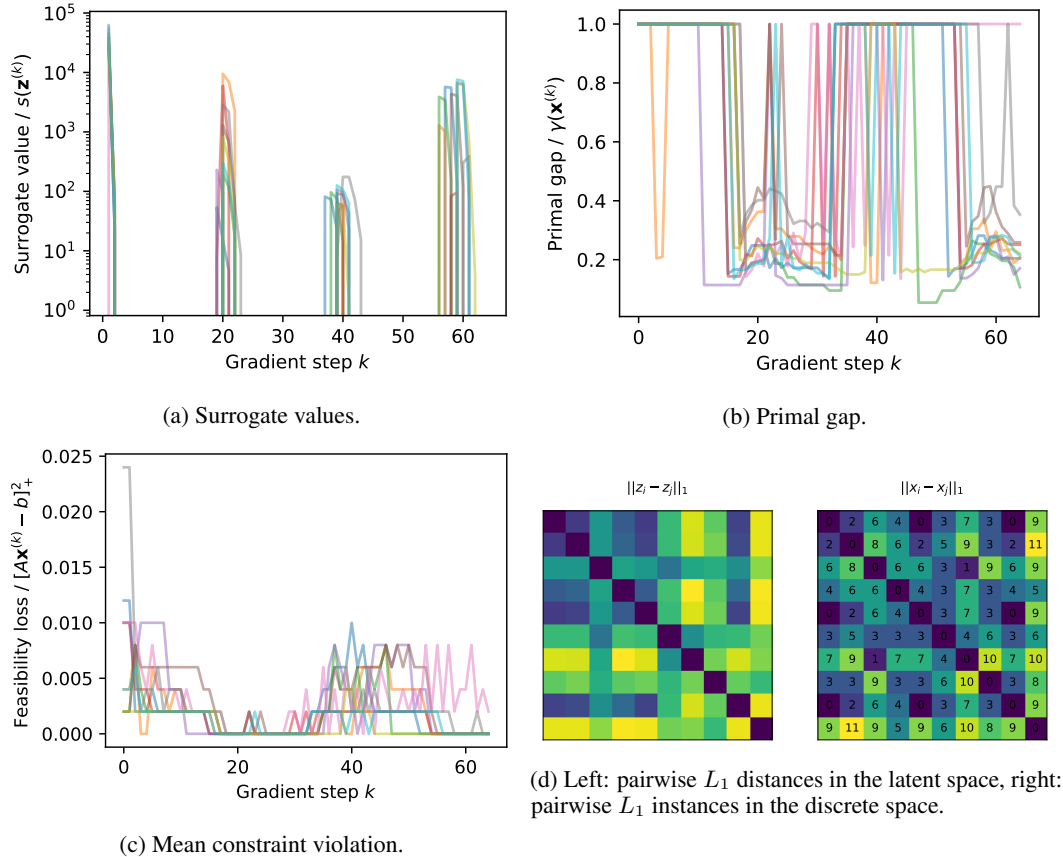 Surrogate value / s(z^(k))
10^5
10^4
10^3
10^2
10^1
10^0
0 10 20 30 40 50 60
Gradient step k
(a) Surrogate values.
Primal gap / γ(x^(k))
1.0
0.8
0.6
0.4
0.2
0 20 40 60
Gradient step k
(b) Primal gap.
Feasibility loss / [Ax^(k) − b]^2_+
0.025
0.020
0.015
0.010
0.005
0.000
0 20 40 60
Gradient step k
(c) Mean constraint violation.
||z_i − z_j||_1
||x_i − x_j||_1
0 2 6 4 0 3 7 3 0 9
2 0 8 6 2 5 9 3 2 11
6 8 0 6 6 3 1 9 6 9
4 6 6 0 4 3 7 3 4 5
0 2 6 4 0 3 7 3 0 9
3 5 3 3 3 0 4 6 3 6
7 9 1 7 7 4 0 10 7 10
3 3 9 3 3 6 10 0 3 8
0 2 6 4 0 3 7 3 0 9
9 11 9 5 9 6 10 8 9 0
(d) Left: pairwise L_1 distances in the latent space, right:
pairwise L_1 instances in the discrete space.